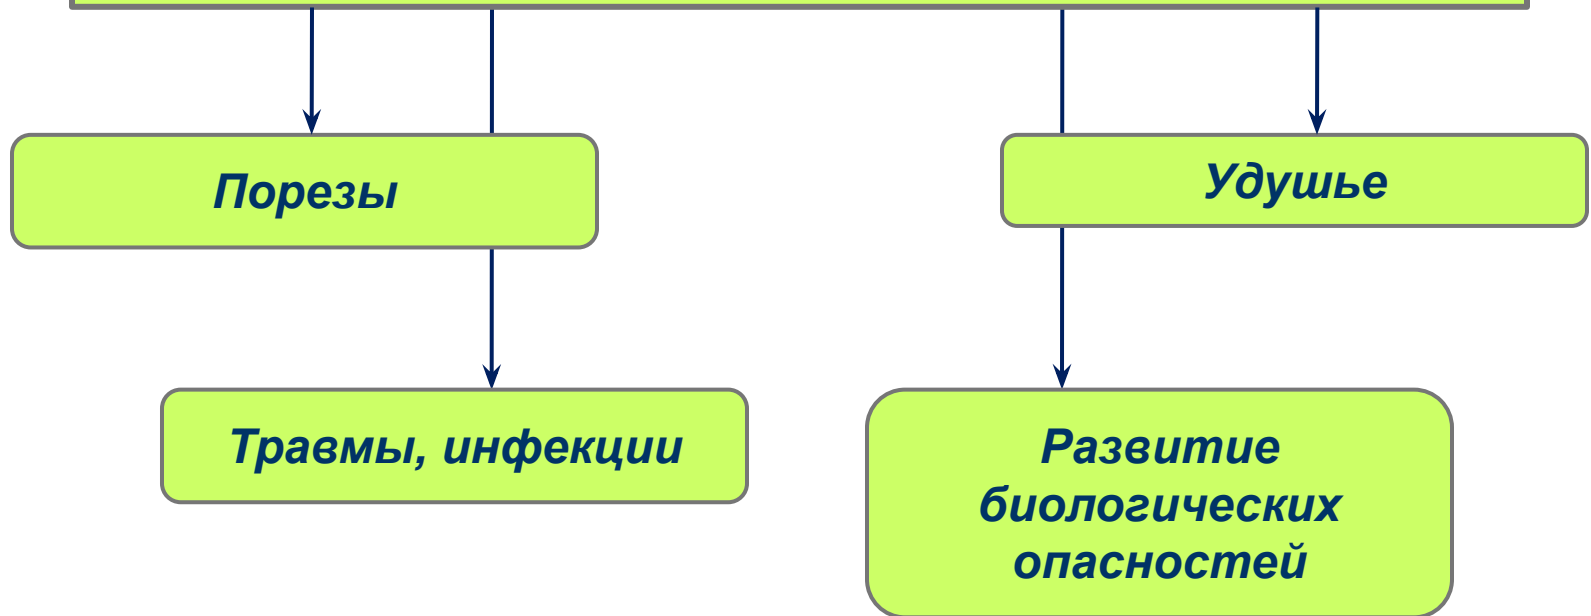 Порезы
Удушье
Травмы, инфекции
Развитие
биологических
опасностей